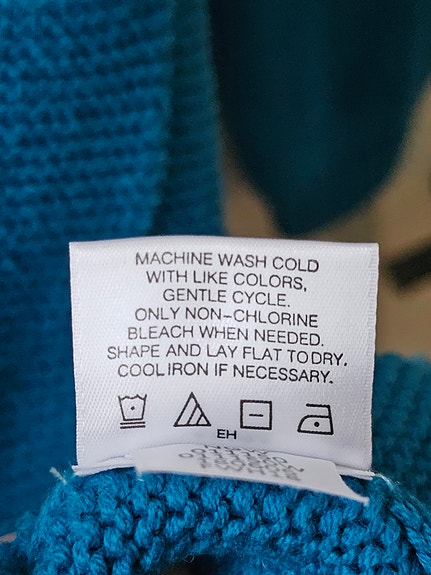 MACHINE WASH COLD
WITH LIKE COLORS,
GENTLE CYCLE.
ONLY NON-CHLORINE
BLEACH WHEN NEEDED.
SHAPE AND LAY FLAT TO DRY.
COOL IRON IF NECESSARY.
EH